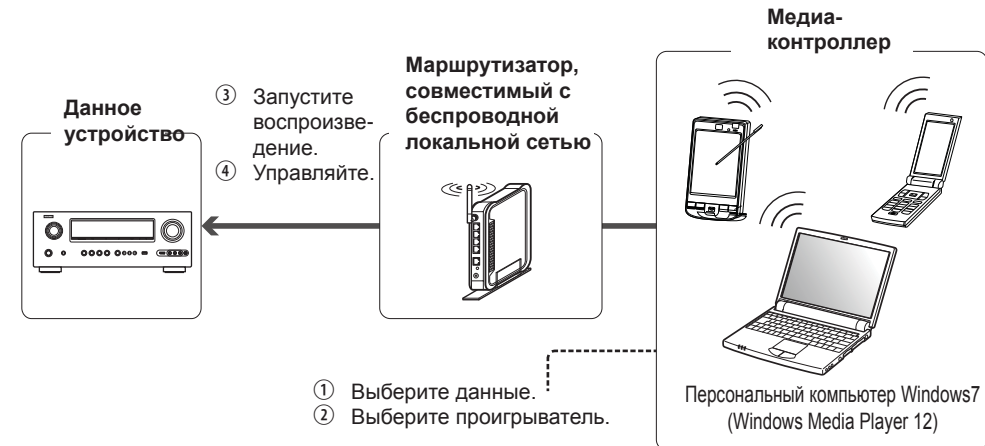 Данное
устройство
③ Запустите
воспроизве-
дение.
④ Управляйте.
Маршрутизатор,
совместимый с
беспроводной
локальной сетью
Медиа-
контроллер
① Выберите данные.
② Выберите проигрыватель.
Персональный компьютер Windows7
(Windows Media Player 12)